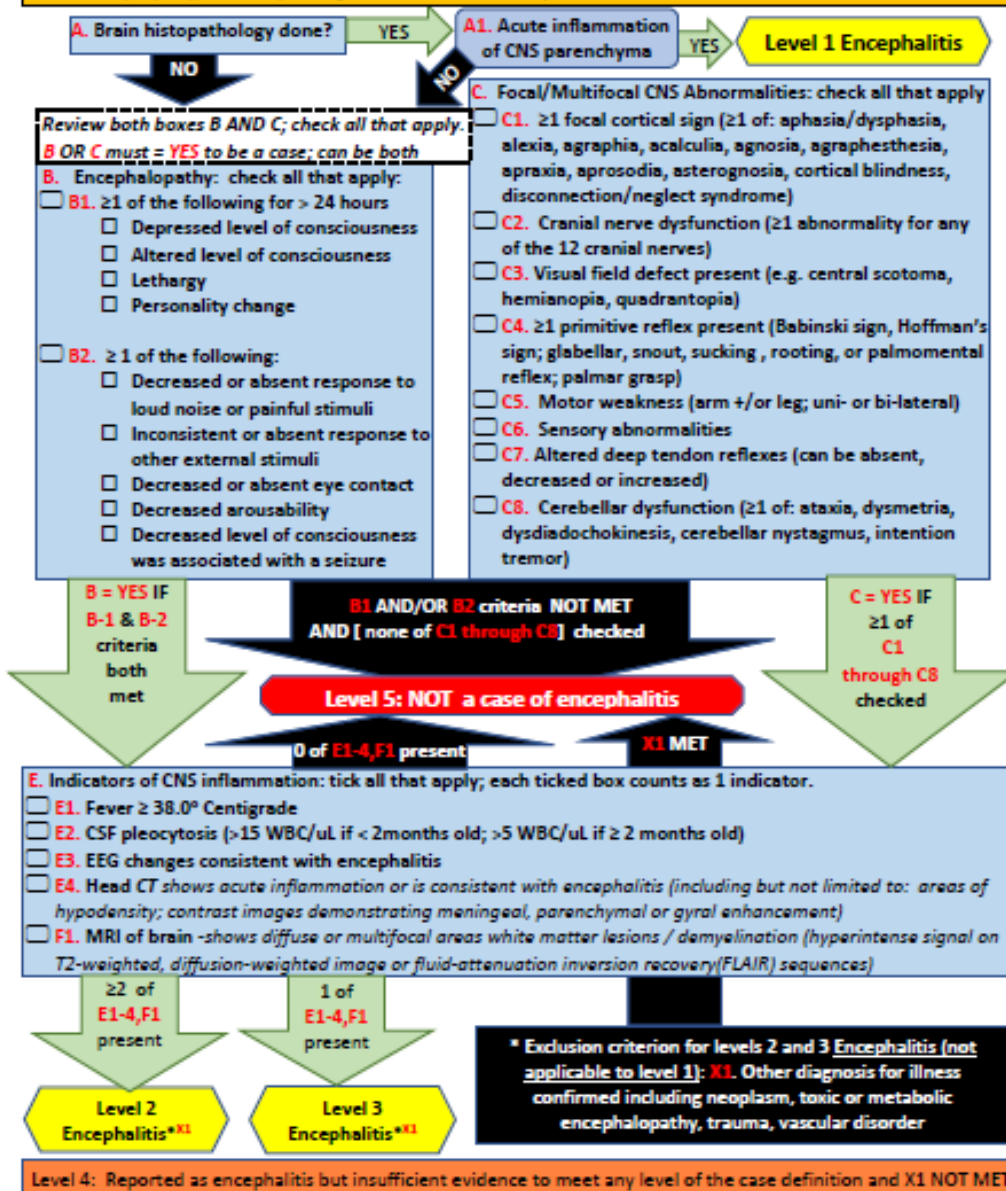 A. Brain histopathology done?
YES
A1. Acute inflammation
of CNS parenchyma
YES
Level 1 Encephalitis
NO
NO
Review both boxes B AND C; check all that apply.
B OR C must = YES to be a case; can be both
B. Encephalopathy: check all that apply:
B1. ≥1 of the following for > 24 hours
Depressed level of consciousness
Altered level of consciousness
Lethargy
Personality change
B2. ≥ 1 of the following:
Decreased or absent response to
loud noise or painful stimuli
Inconsistent or absent response to
other external stimuli
Decreased or absent eye contact
Decreased arousability
Decreased level of consciousness
was associated with a seizure
C. Focal/Multifocal CNS Abnormalities: check all that apply
C1. ≥1 focal cortical sign (≥1 of: aphasia/dysphasia,
alexia, agraphia, acalculia, agnosia, agraphesthesia,
apraxia, aprosodia, asterognosia, cortical blindness,
disconnection/neglect syndrome)
C2. Cranial nerve dysfunction (≥1 abnormality for any
of the 12 cranial nerves)
C3. Visual field defect present (e.g. central scotoma,
hemianopia, quadrantopia)
C4. ≥1 primitive reflex present (Babinski sign, Hoffman's
sign; glabellar, snout, sucking , rooting, or palmomental
reflex; palmar grasp)
C5. Motor weakness (arm +/or leg; uni- or bi-lateral)
C6. Sensory abnormalities
C7. Altered deep tendon reflexes (can be absent,
decreased or increased)
C8. Cerebellar dysfunction (≥1 of: ataxia, dysmetria,
dysdiadochokinesis, cerebellar nystagmus, intention
tremor)
B = YES IF
B-1 & B-2
criteria
both
met
B1 AND/OR B2 criteria NOT MET
AND [ none of C1 through C8] checked
C = YES IF
≥1 of
C1
through C8
checked
Level 5: NOT a case of encephalitis
0 of E1-4,F1 present
X1 MET
E. Indicators of CNS inflammation: tick all that apply; each ticked box counts as 1 indicator.
E1. Fever ≥ 38.0° Centigrade
E2. CSF pleocytosis (>15 WBC/uL if < 2months old; >5 WBC/uL if ≥ 2 months old)
E3. EEG changes consistent with encephalitis
E4. Head CT shows acute inflammation or is consistent with encephalitis (including but not limited to: areas of
hypodensity; contrast images demonstrating meningeal, parenchymal or gyral enhancement)
F1. MRI of brain -shows diffuse or multifocal areas white matter lesions / demyelination (hyperintense signal on
T2-weighted, diffusion-weighted image or fluid-attenuation inversion recovery(FLAIR) sequences)
≥2 of
E1-4,F1
present
1 of
E1-4,F1
present
Level 2
Encephalitis*X1
Level 3
Encephalitis*X1
* Exclusion criterion for levels 2 and 3 Encephalitis (not
applicable to level 1): X1. Other diagnosis for illness
confirmed including neoplasm, toxic or metabolic
encephalopathy, trauma, vascular disorder
Level 4: Reported as encephalitis but insufficient evidence to meet any level of the case definition and X1 NOT MET